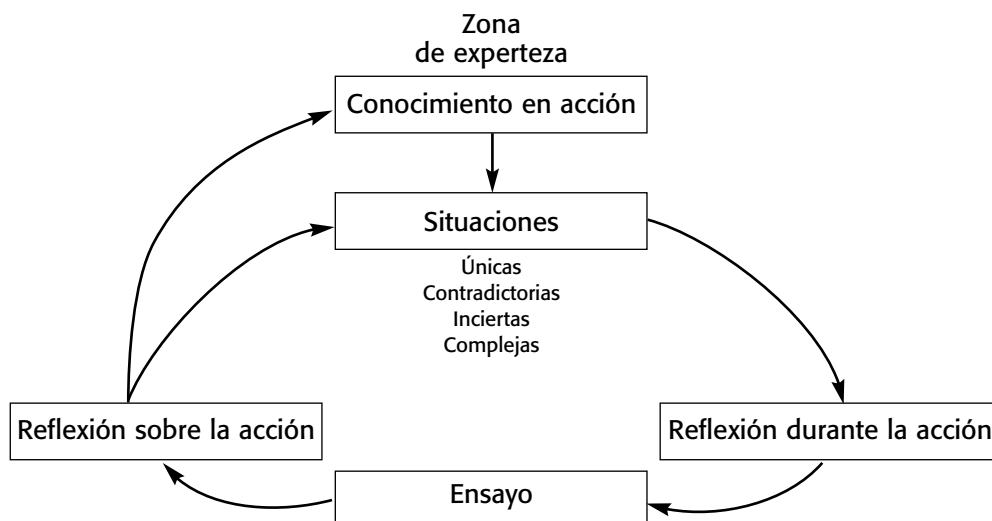 Zona
de experteza
Conocimiento en acción
Situaciones
Únicas
Contradictorias
Inciertas
Complejas
Reflexión sobre la acción
Reflexión durante la acción
Ensayo